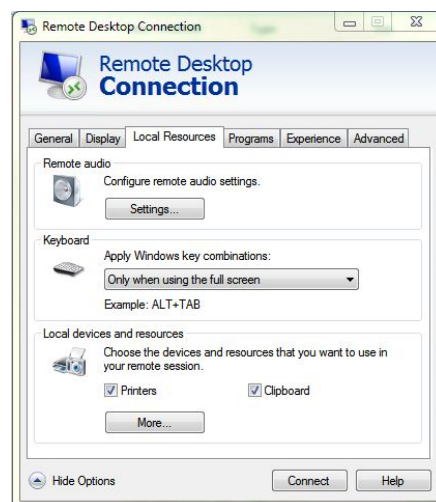 Remote Desktop Connection
Remote Desktop
Connection
General Display Local Resources Programs Experience Advanced
Remote audio
Configure remote audio settings.
Settings...
Keyboard
Apply Windows key combinations:
Only when using the full screen
Example: ALT+TAB
Local devices and resources
Choose the devices and resources that you want to use in
your remote session.
Printers Clipboard
More...
Hide Options Connect Help